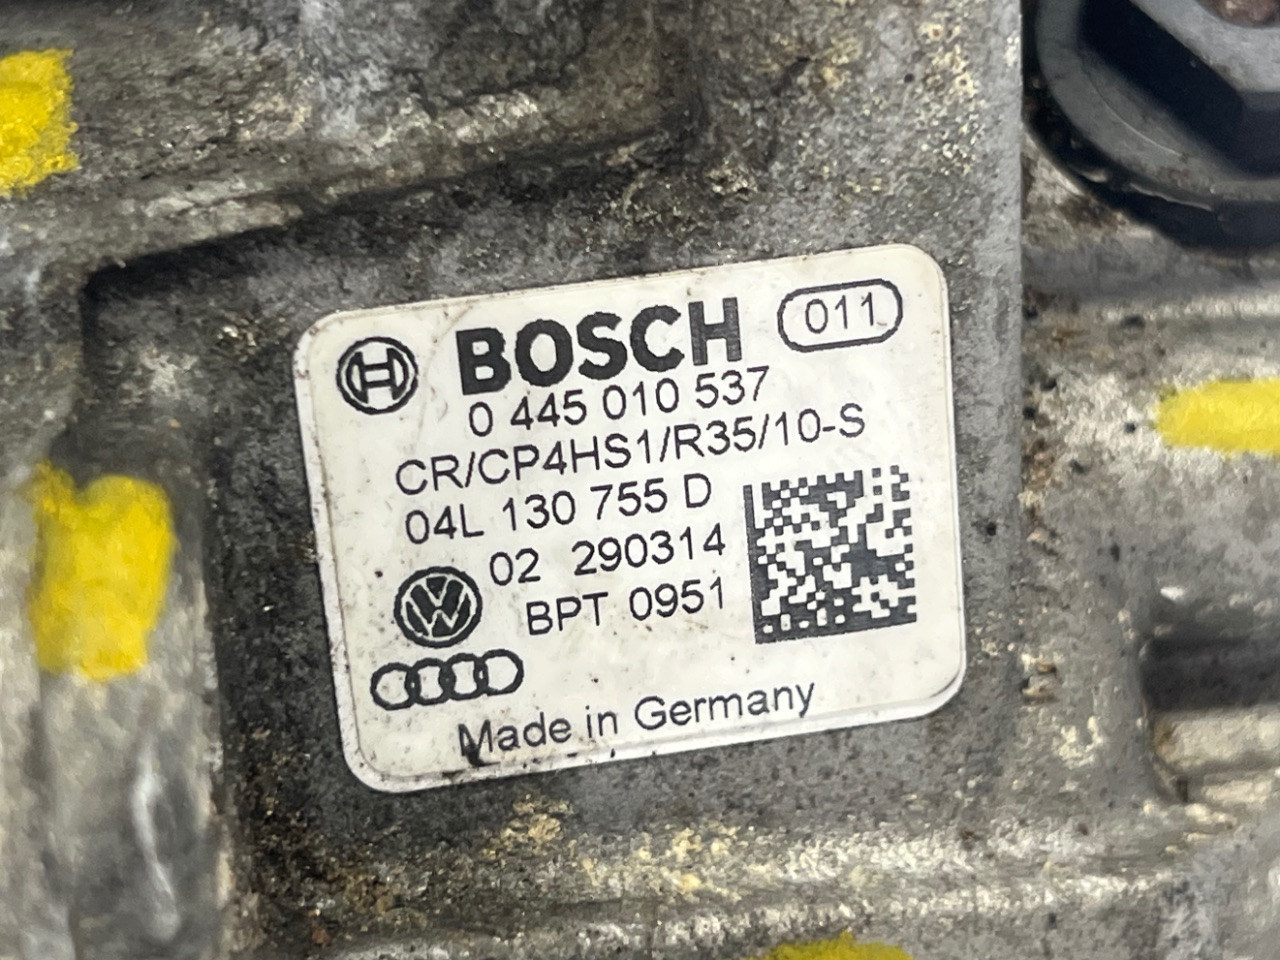 BOSCH 011
0 445 010 537
CR/CP4HS1/R35/10-S
04L 130 755 D
02 290314
BPT 0951
Made in Germany